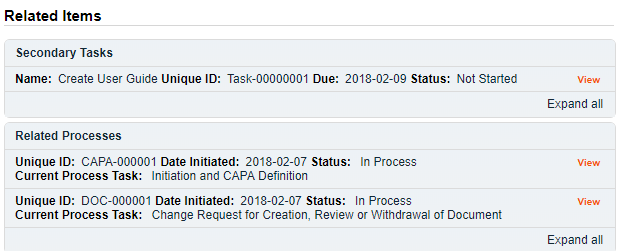 Related Items
Secondary Tasks
Name: Create User Guide Unique ID: Task-00000001 Due: 2018-02-09 Status: Not Started View
Expand all
Related Processes
Unique ID: CAPA-000001 Date Initiated: 2018-02-07 Status: In Process View
Current Process Task: Initiation and CAPA Definition
Unique ID: DOC-000001 Date Initiated: 2018-02-07 Status: In Process View
Current Process Task: Change Request for Creation, Review or Withdrawal of Document
Expand all